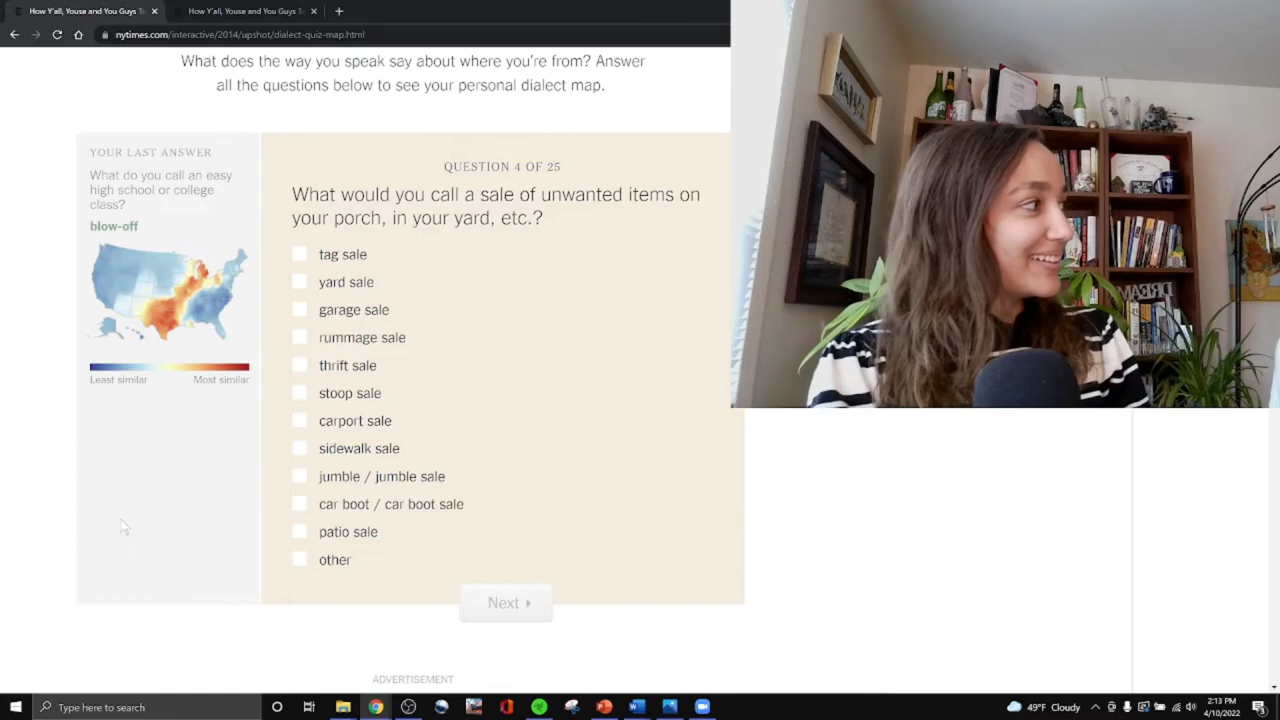 How Y'all, Youse and You Guys T
How Y'all, Youse and You Guys T
nytimes.com/interactive/2014/upshot/dialect-quiz-map.html
What does the way you speak say about where you're from? Answer
all the questions below to see your personal dialect map.
YOUR LAST ANSWER
What do you call an easy
high school or college
class?
blow-off
Least similar
Most similar
QUESTION 4 OF 25
What would you call a sale of unwanted items on
your porch, in your yard, etc.?
tag sale
yard sale
garage sale
rummage sale
thrift sale
stoop sale
carport sale
sidewalk sale
jumble / jumble sale
car boot / car boot sale
patio sale
other
Next
ADVERTISEMENT
DREAM
Type here to search
49°F Cloudy
2:13 PM
4/10/2022